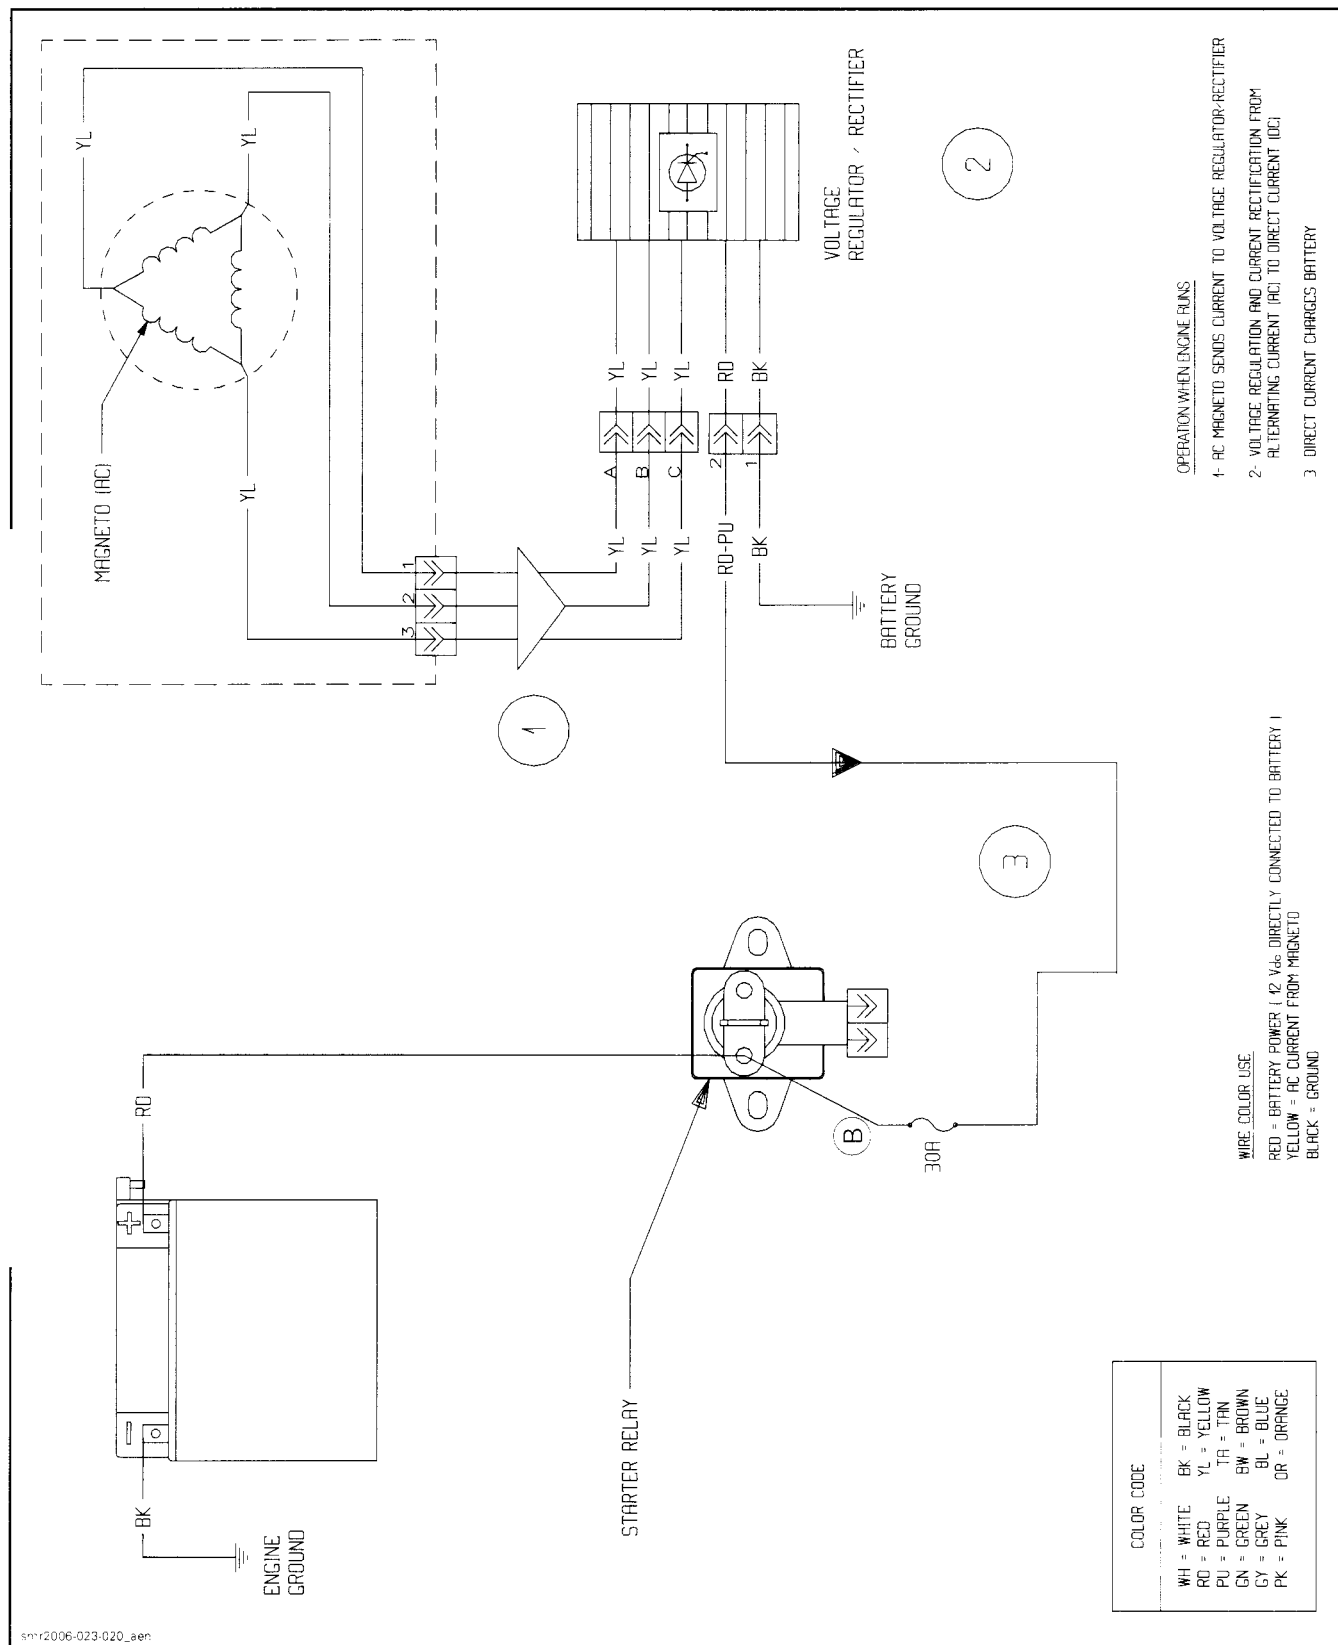 MAGNETO (AC)
YL
YL
YL
3
2
1
1
YL
YL
YL
RD-PU
BK
A
B
C
2
1
YL
YL
YL
RD
BK
VOLTAGE
REGULATOR / RECTIFIER
2
BATTERY
GROUND
3
RD
+
-
BK
ENGINE
GROUND
STARTER RELAY
B
30A
OPERATION WHEN ENGINE RUNS
1- AC MAGNETO SENDS CURRENT TO VOLTAGE REGULATOR/RECTIFIER
2- VOLTAGE REGULATION AND CURRENT RECTIFICATION FROM
ALTERNATING CURRENT (AC) TO DIRECT CURRENT (DC)
3 DIRECT CURRENT CHARGES BATTERY
WIRE COLOR USE
RED = BATTERY POWER ( 12 Vdc DIRECTLY CONNECTED TO BATTERY )
YELLOW = AC CURRENT FROM MAGNETO
BLACK = GROUND
COLOR CODE
WH = WHITE BK = BLACK
RD = RED YL = YELLOW
PU = PURPLE TA = TAN
GN = GREEN BW = BROWN
GY = GREY BL = BLUE
PK = PINK OR = ORANGE
smr2006-023-020_aen